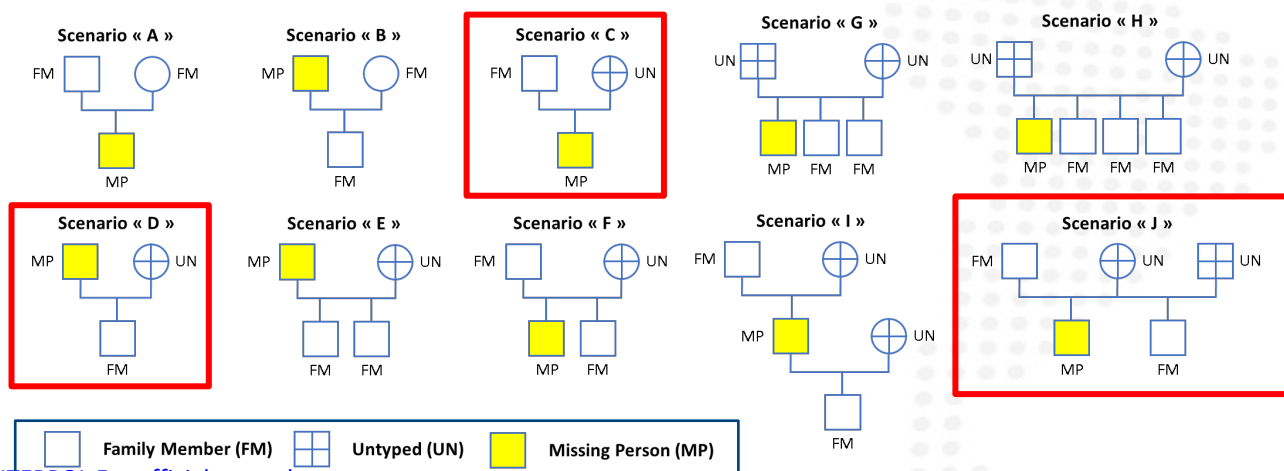 Scenario « A »
FM
FM
MP
Scenario « B »
MP
FM
FM
Scenario « C »
FM
UN
MP
Scenario « G »
UN
UN
MP FM FM
Scenario « H »
UN
UN
MP FM FM FM
Scenario « D »
MP
UN
FM
Scenario « E »
MP
UN
FM FM
Scenario « F »
FM
UN
MP FM
Scenario « I »
FM
UN
MP
UN
FM
Scenario « J »
FM
UN
UN
MP
FM
Family Member (FM) Untyped (UN) Missing Person (MP)